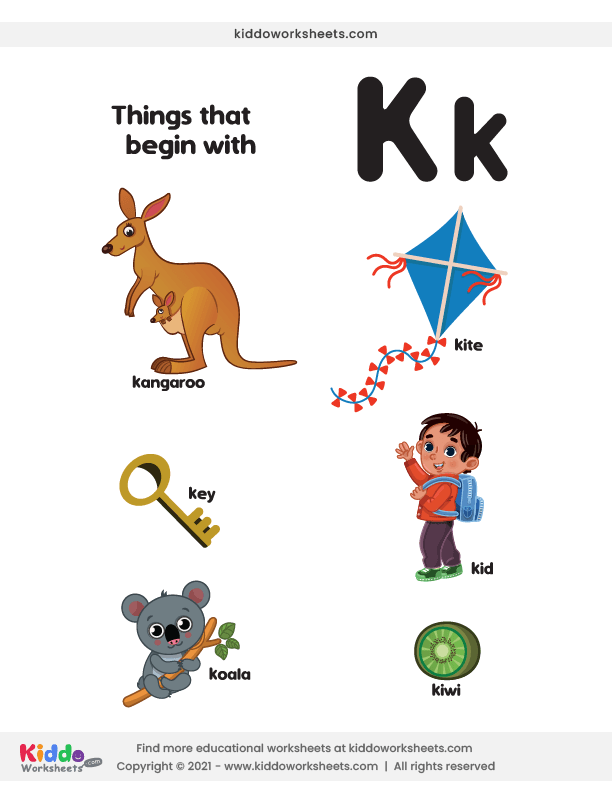 kiddoworksheets.com
Things that
begin with
K k
kangaroo
kite
key
kid
koala
kiwi
Kiddo
Worksheets.com
Find more educational worksheets at kiddoworksheets.com
Copyright © 2021 - www.kiddoworksheets.com | All rights reserved